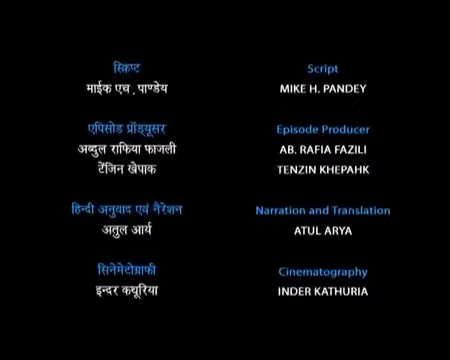 स्क्रिप्ट Script
माईक एच. पाण्डेय MIKE H. PANDEY
एपिसोड प्रॉड्यूसर Episode Producer
अब्दुल राफिया फाजली AB. RAFIA FAZILI
टेंजिन खेपाक TENZIN KHEPAHK
हिन्दी अनुवाद एवं नैरेशन Narration and Translation
अतुल आर्य ATUL ARYA
सिनेमेटोग्राफी Cinematography
इन्दर कथूरिया INDER KATHURIA